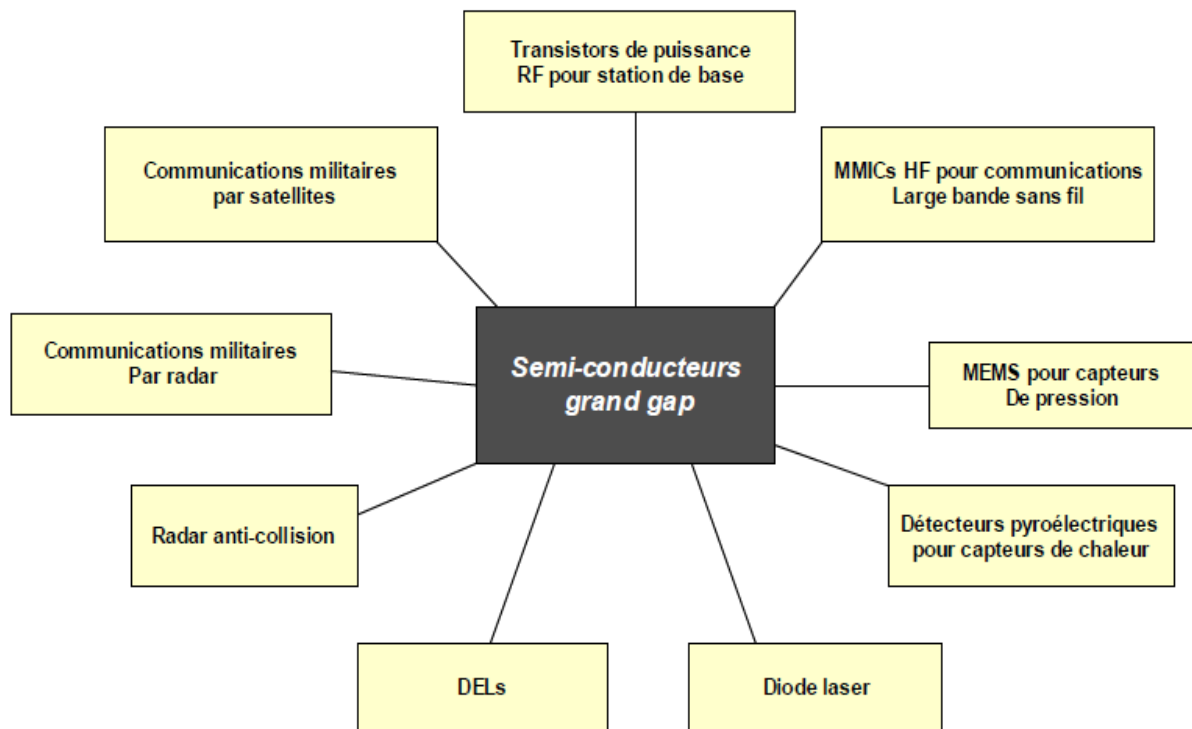 Transistors de puissance
RF pour station de base
Communications militaires
par satellites
MMICs HF pour communications
Large bande sans fil
Communications militaires
Par radar
Semi-conducteurs
grand gap
MEMS pour capteurs
De pression
Radar anti-collision
Détecteurs pyroélectriques
pour capteurs de chaleur
DELs
Diode laser